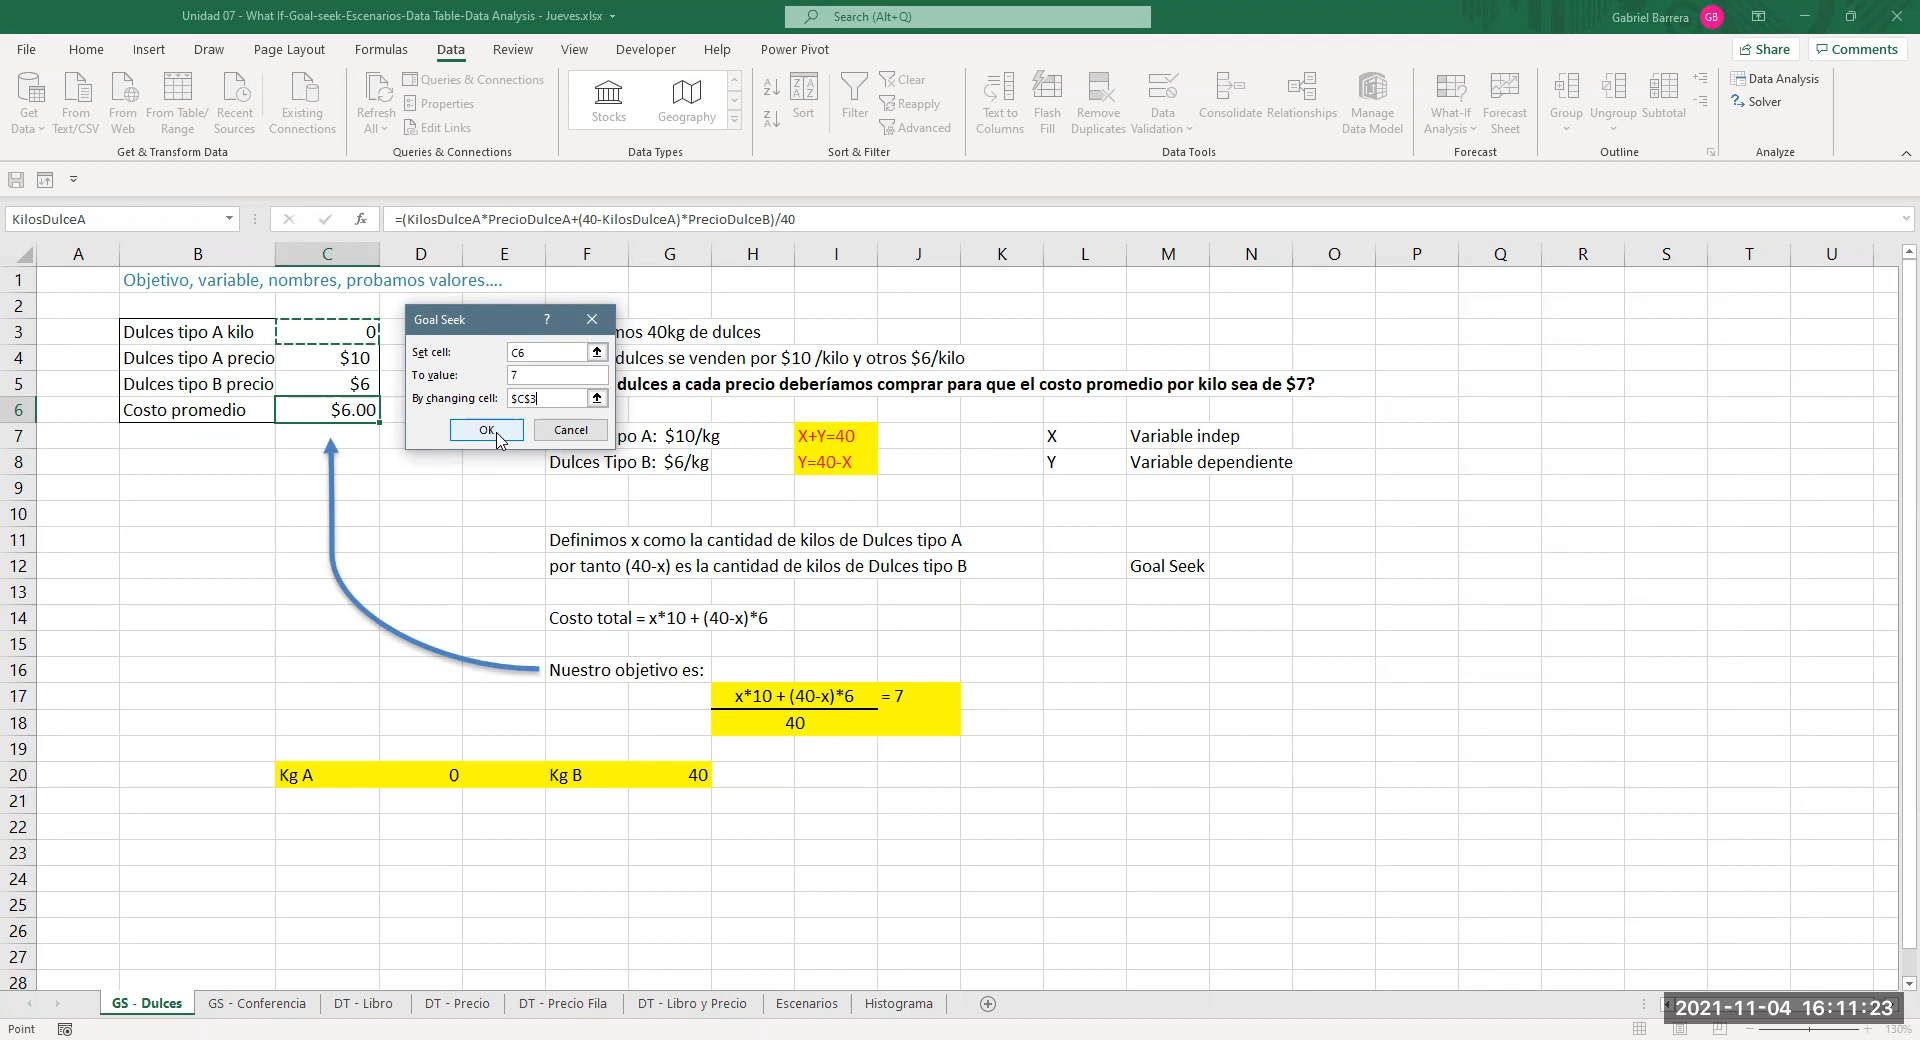 Unidad 07 - What If-Goal-seek-Escenarios-Data Table-Data Analysis - Jueves.xlsx
Search (Alt+Q)
Gabriel Barrera GB
File Home Insert Draw Page Layout Formulas Data Review View Developer Help Power Pivot Share Comments
Get Data
From Text/CSV
From Web
From Table/ Range
Recent Sources
Existing Connections
Get & Transform Data
Refresh All
Queries & Connections
Properties
Edit Links
Queries & Connections
Stocks
Geography
Data Types
Sort
Filter
Clear
Reapply
Advanced
Sort & Filter
Text to Columns
Flash Fill
Remove Duplicates
Data Validation
Consolidate
Relationships
Manage Data Model
Data Tools
What-If Analysis
Forecast Sheet
Forecast
Group
Ungroup
Subtotal
Outline
Data Analysis
Solver
Analyze
KilosDulceA fx =(KilosDulceA*PrecioDulceA+(40-KilosDulceA)*PrecioDulceB)/40
A B C D E F G H I J K L M N O P Q R S T U
1 Objetivo, variable, nombres, probamos valores....
2
3 Dulces tipo A kilo 0 mos 40kg de dulces
4 Dulces tipo A precio $10 dulces se venden por $10 /kilo y otros $6/kilo
5 Dulces tipo B precio $6 dulces a cada precio deberíamos comprar para que el costo promedio por kilo sea de $7?
6 Costo promedio $6.00
Goal Seek ?
Set cell: C6
To value: 7
By changing cell: $C$3
OK Cancel
7 po A: $10/kg X+Y=40 X Variable indep
8 Dulces Tipo B: $6/kg Y=40-X Y Variable dependiente
9
10
11 Definimos x como la cantidad de kilos de Dulces tipo A
12 por tanto (40-x) es la cantidad de kilos de Dulces tipo B Goal Seek
13
14 Costo total = x*10 + (40-x)*6
15
16 Nuestro objetivo es:
17 x*10 + (40-x)*6 = 7
18 40
19
20 Kg A 0 Kg B 40
21
22
23
24
25
26
27
28
GS - Dulces GS - Conferencia DT - Libro DT - Precio DT - Precio Fila DT - Libro y Precio Escenarios Histograma
2021-11-04 16:11:23
Point 130%